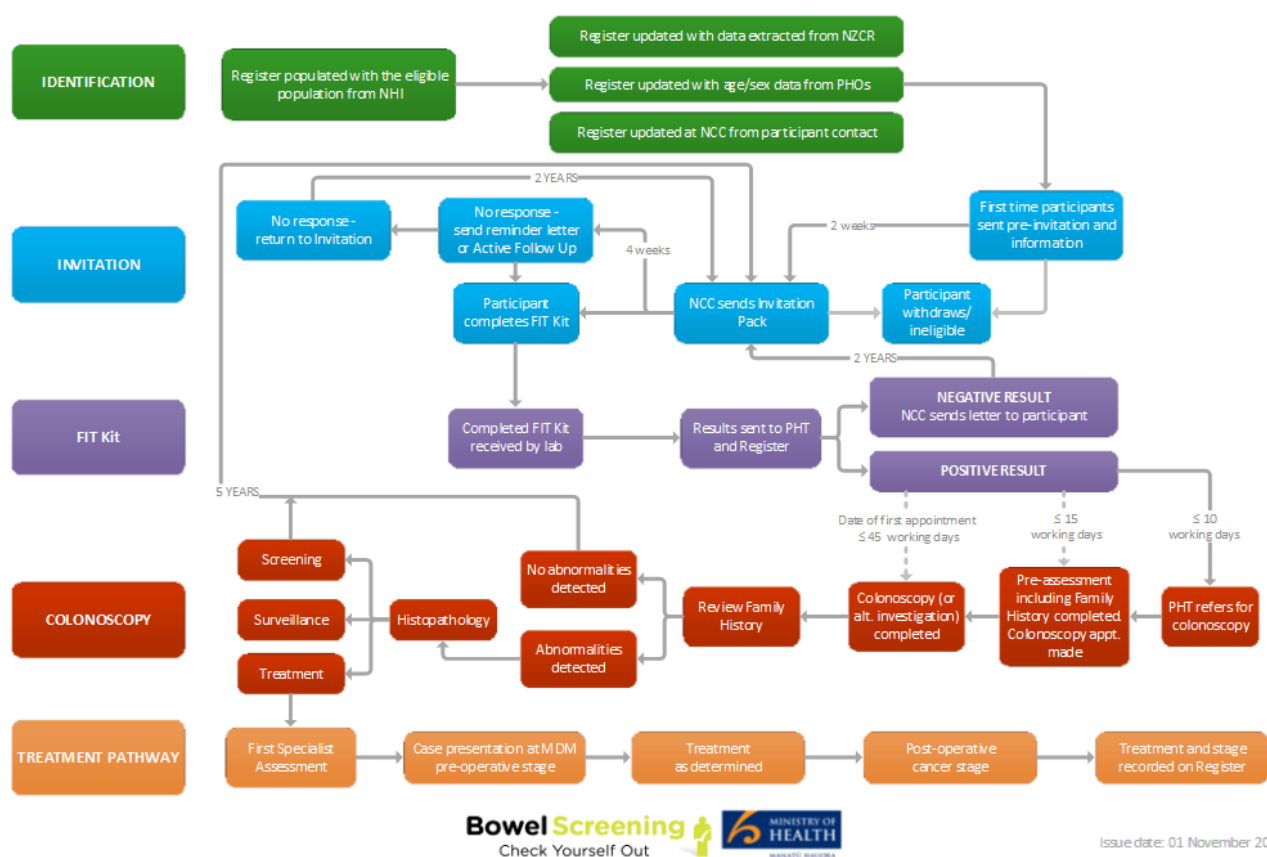 IDENTIFICATION
Register populated with the eligible
population from NHI
Register updated with data extracted from NZCR
Register updated with age/sex data from PHOs
Register updated at NCC from participant contact
INVITATION
2 YEARS
No response -
return to Invitation
No response -
send reminder letter
or Active Follow Up
4 weeks
2 weeks
First time participants
sent pre-invitation and
information
Participant
completes FIT Kit
NCC sends Invitation
Pack
Participant
withdraws/
ineligible
2 YEARS
FIT Kit
Completed FIT Kit
received by lab
Results sent to PHT
and Register
NEGATIVE RESULT
NCC sends letter to participant
POSITIVE RESULT
5 YEARS
Date of first appointment
≤ 45 working days
≤ 15
working days
≤ 10
working days
COLONOSCOPY
Screening
Surveillance
Treatment
Histopathology
No abnormalities
detected
Abnormalities
detected
Review Family
History
Colonoscopy (or
alt. investigation)
completed
Pre-assessment
including Family
History completed.
Colonoscopy appt.
made
PHT refers for
colonoscopy
TREATMENT PATHWAY
First Specialist
Assessment
Case presentation at MDM
pre-operative stage
Treatment
as determined
Post-operative
cancer stage
Treatment and stage
recorded on Register
Bowel Screening
Check Yourself Out
MINISTRY OF
HEALTH
MANATŪ HAUORA
Issue date: 01 November 20